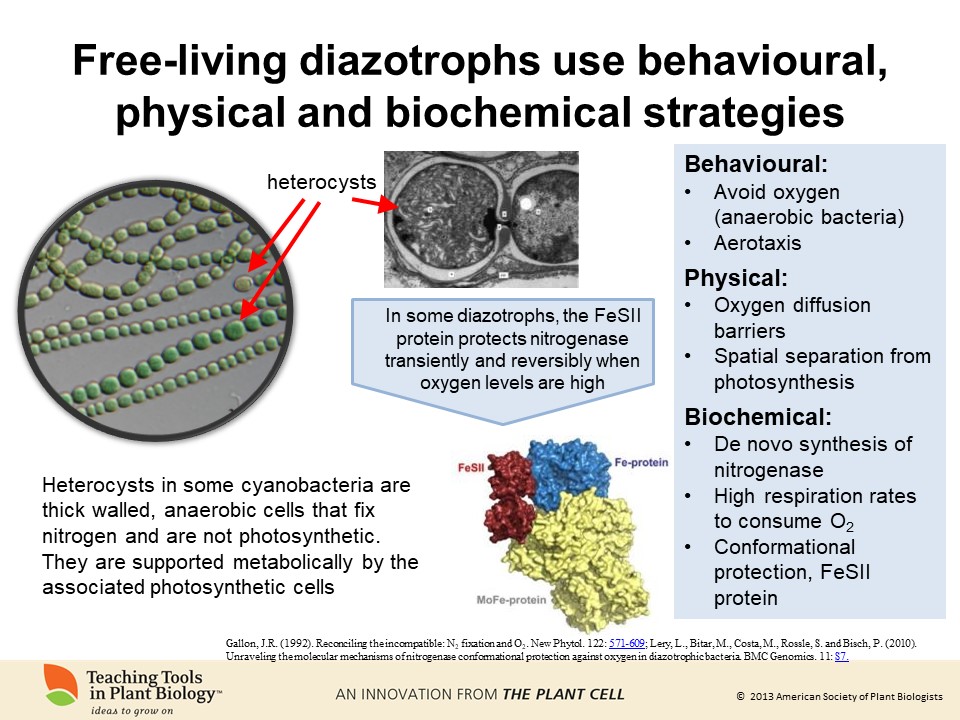 Free-living diazotrophs use behavioural,
physical and biochemical strategies
heterocysts
In some diazotrophs, the FeSII
protein protects nitrogenase
transiently and reversibly when
oxygen levels are high
FeSII
Fe-protein
MoFe-protein
Heterocysts in some cyanobacteria are
thick walled, anaerobic cells that fix
nitrogen and are not photosynthetic.
They are supported metabolically by the
associated photosynthetic cells
Behavioural:
• Avoid oxygen
(anaerobic bacteria)
• Aerotaxis
Physical:
• Oxygen diffusion
barriers
• Spatial separation from
photosynthesis
Biochemical:
• De novo synthesis of
nitrogenase
• High respiration rates
to consume O₂
• Conformational
protection, FeSII
protein
Gallon, J.R. (1992). Reconciling the incompatible: N₂ fixation and O₂. New Phytol. 122: 571-609; Lery, L., Bitar, M., Costa, M., Rossle, S. and Bisch, P. (2010).
Unraveling the molecular mechanisms of nitrogenase conformational protection against oxygen in diazotrophic bacteria. BMC Genomics. 11: 87.
Teaching Tools
in Plant Biology™
ideas to grow on
AN INNOVATION FROM THE PLANT CELL
© 2013 American Society of Plant Biologists